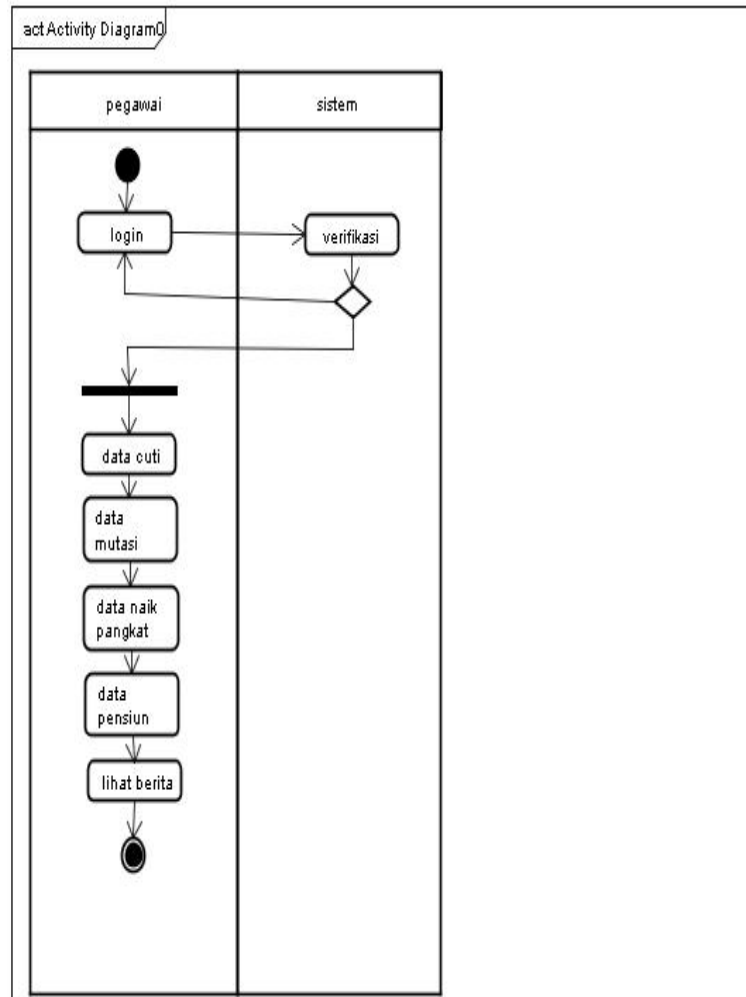 act Activity Diagram0
pegawai
sistem
login
verifikasi
data cuti
data
mutasi
data naik
pangkat
data
pensiun
lihat berita